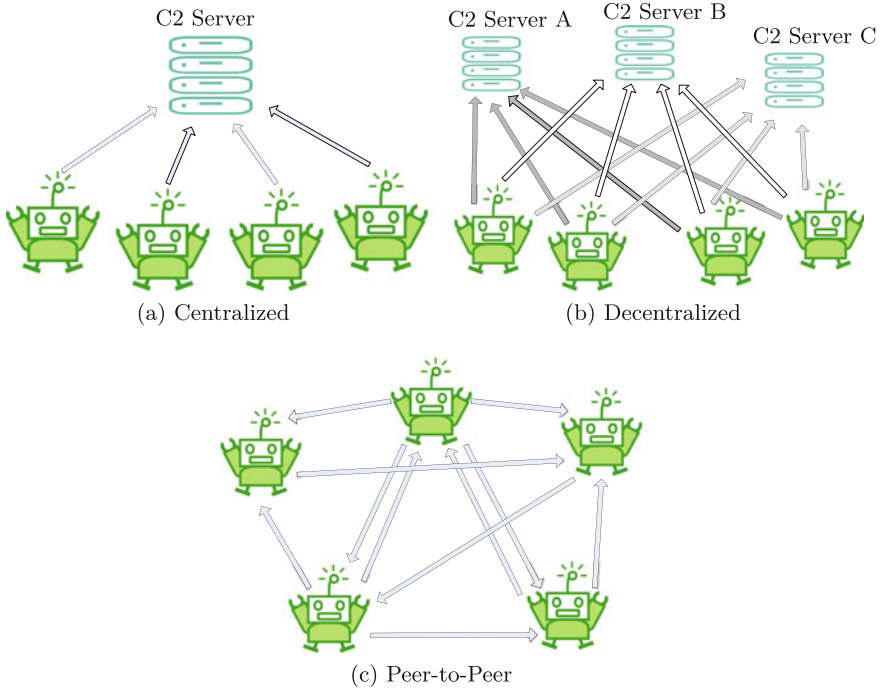 C2 Server
C2 Server A
C2 Server B
C2 Server C
(a) Centralized
(b) Decentralized
(c) Peer-to-Peer